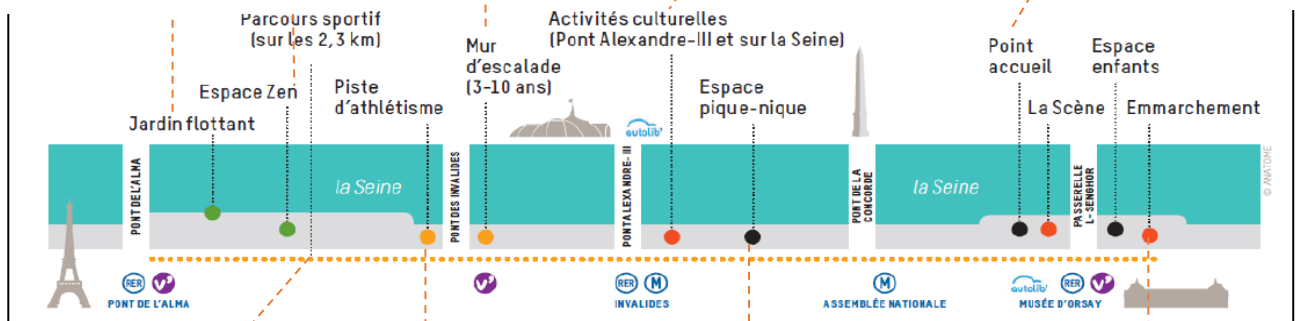 Parcours sportif
(sur les 2,3 km)
Activités culturelles
(Pont Alexandre-III et sur la Seine)
Mur
d'escalade
(3-10 ans)
Point
accueil
Espace
enfants
Espace Zen
Piste
d'athlétisme
Espace
pique-nique
Jardin flottant
La Scène
Emmarchement
autolib'
PONT DE L'ALMA
la Seine
PONT DES INVALIDES
PONT ALEXANDRE-III
PONT DE LA
CONCORDE
la Seine
PASSERELLE
L-SENGHOR
© ANATOME
RER V'
PONT DE L'ALMA
V'
RER M
INVALIDES
M
ASSEMBLÉE NATIONALE
autolib' RER V'
MUSÉE D'ORSAY